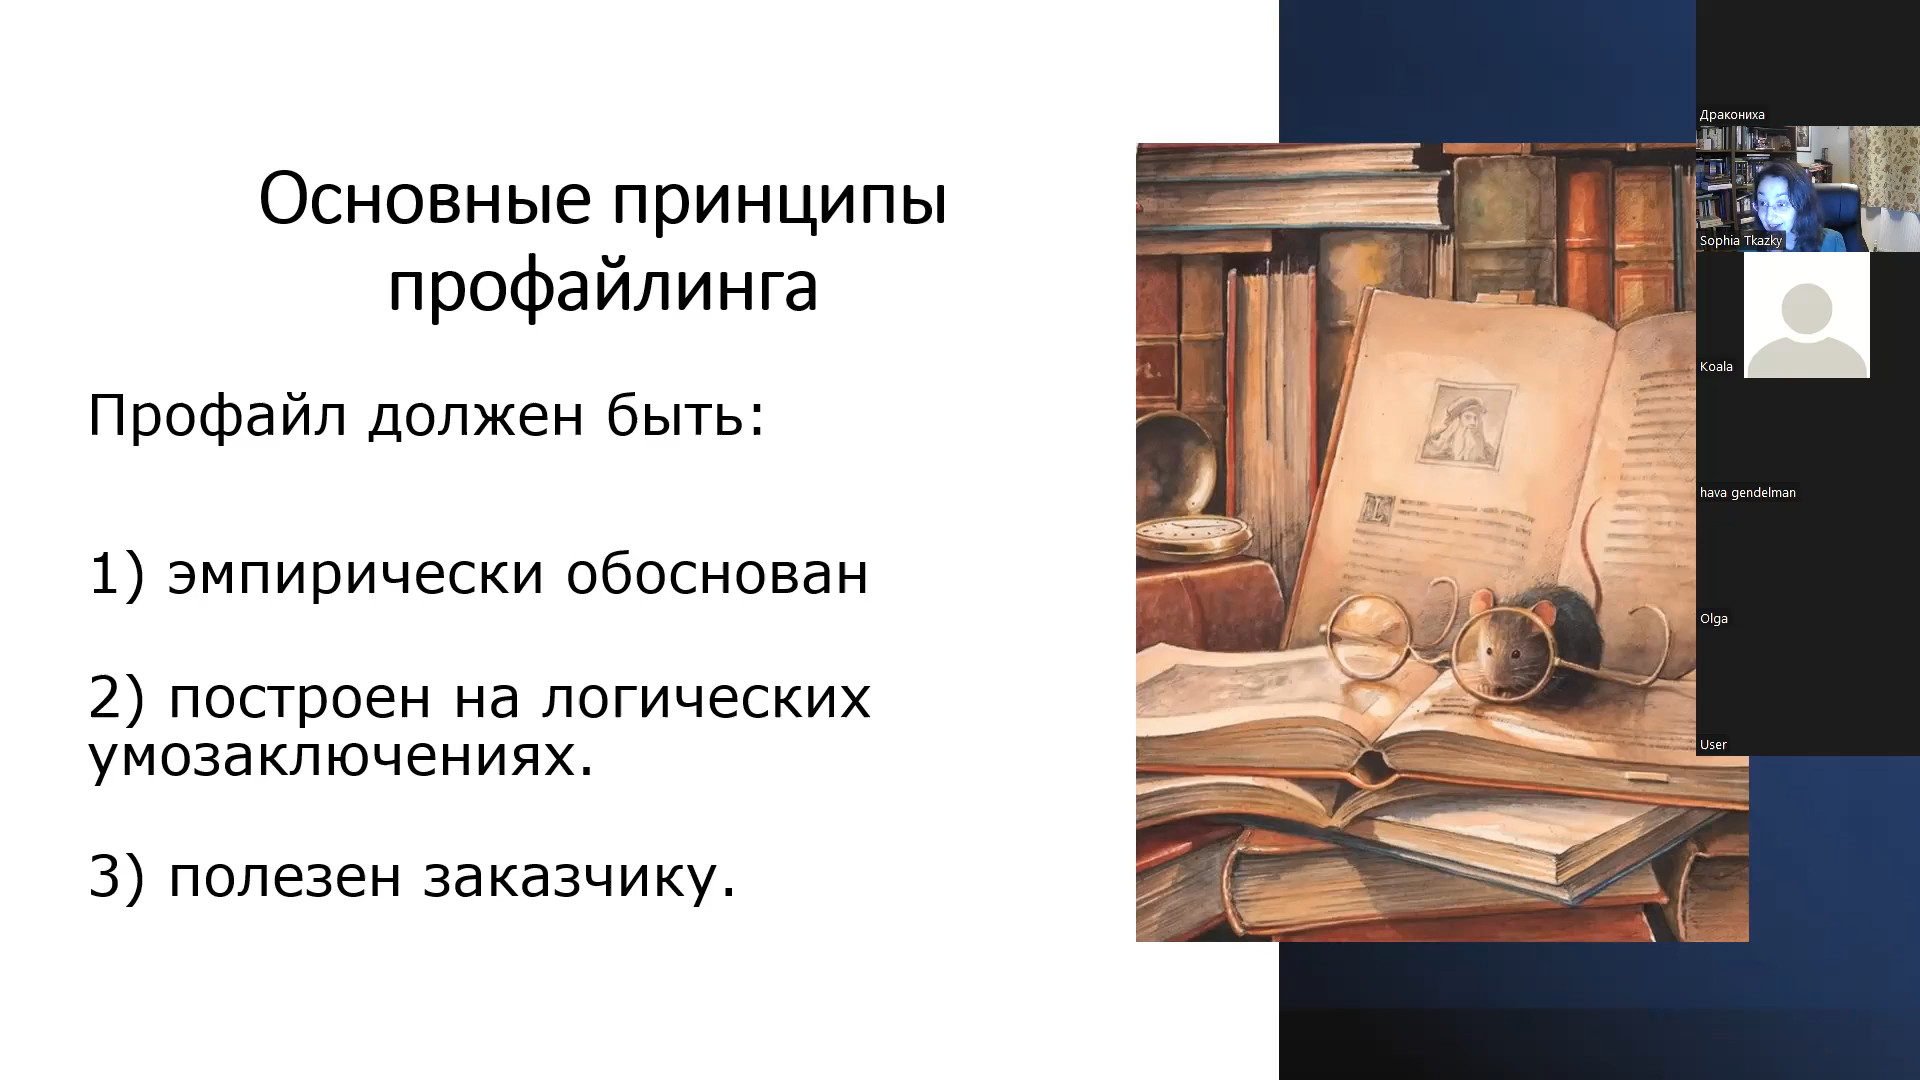 Основные принципы
профайлинга
Профайл должен быть:
1) эмпирически обоснован
2) построен на логических
умозаключениях.
3) полезен заказчику.
L
Дракониха
Sophia Tkazky
Koala
hava gendelman
Olga
User